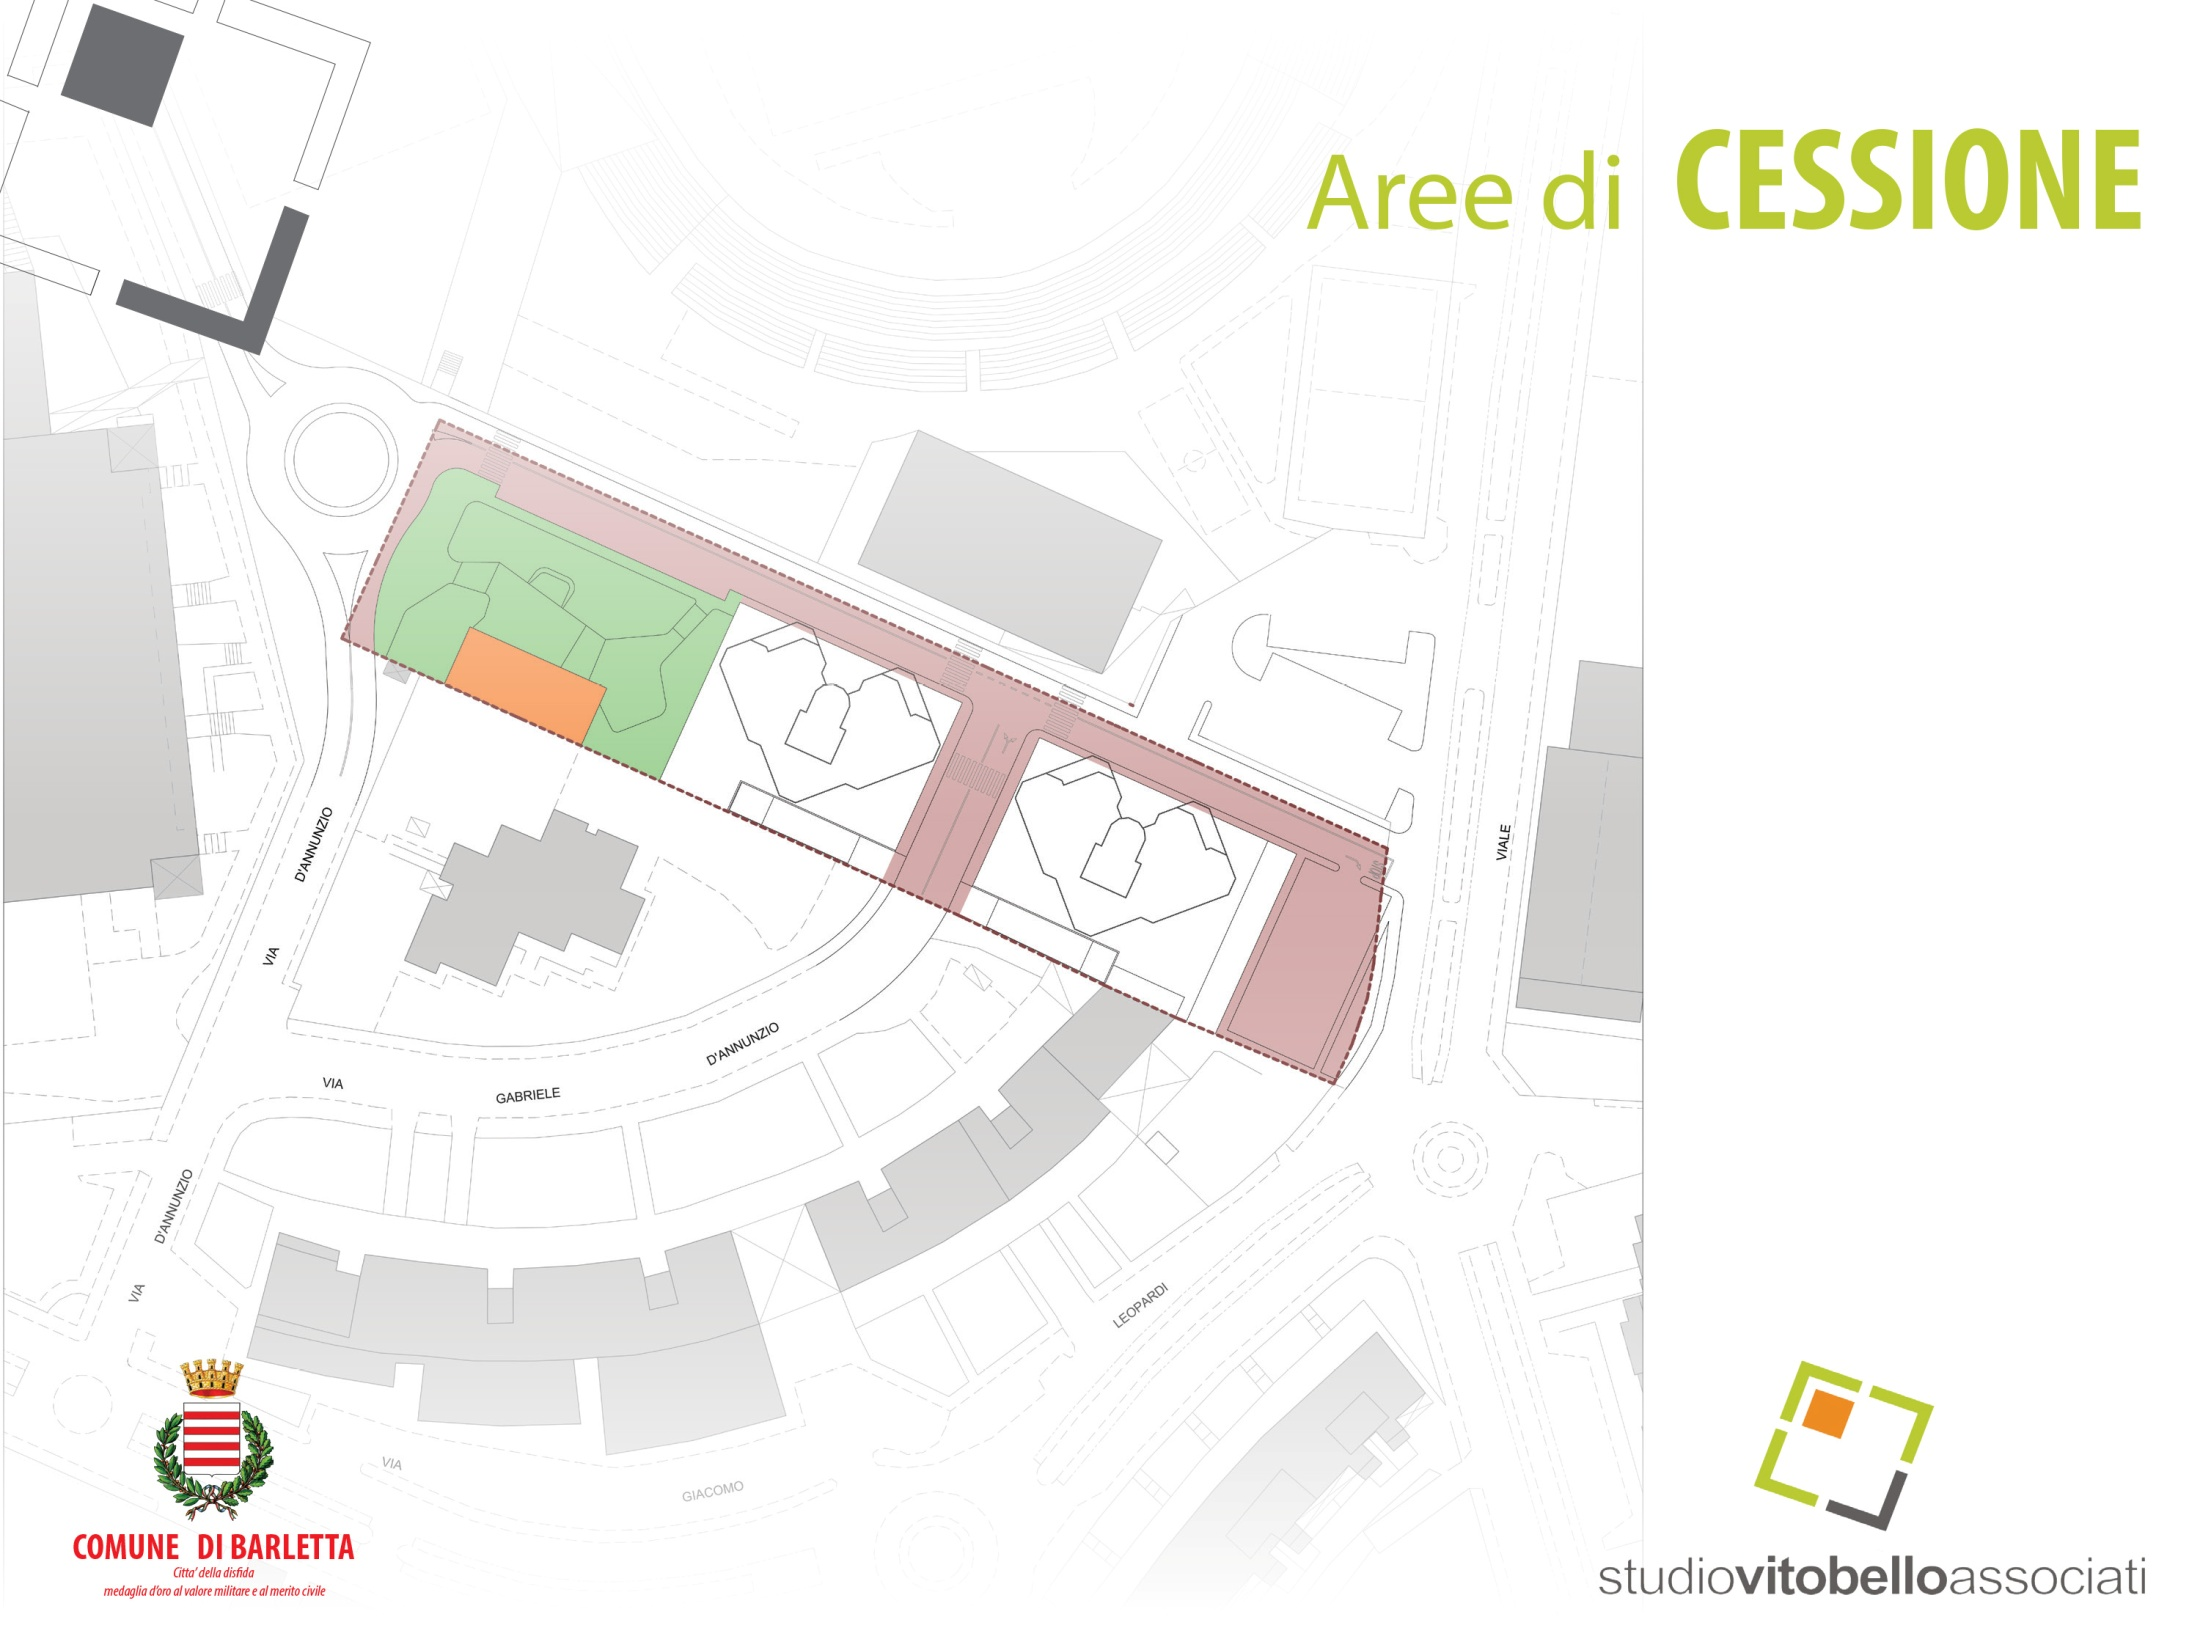 Aree di CESSIONE
VIALE
D'ANNUNZIO
VIA
D'ANNUNZIO
VIA
GABRIELE
D'ANNUNZIO
VIA
LEOPARDI
VIA
GIACOMO
COMUNE DI BARLETTA
Citta' della disfida
medaglia d'oro al valore militare e al merito civile
studiovitobelloassociati